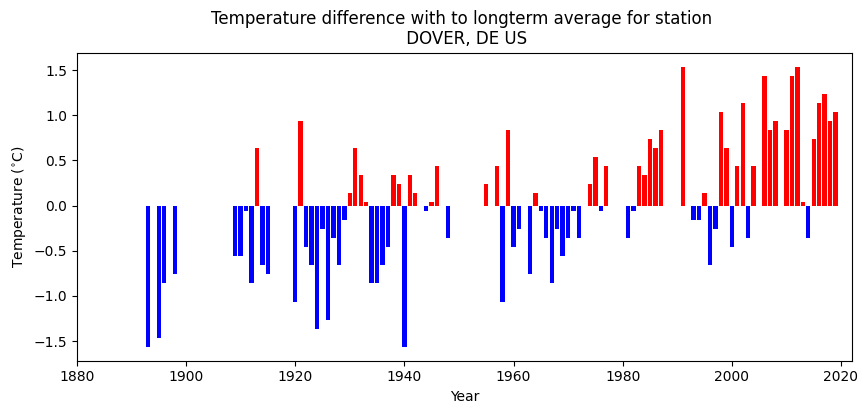 Temperature difference with to longterm average for station
DOVER, DE US
Temperature (°C)
1.5
1.0
0.5
0.0
−0.5
−1.0
−1.5
1880 1900 1920 1940 1960 1980 2000 2020
Year